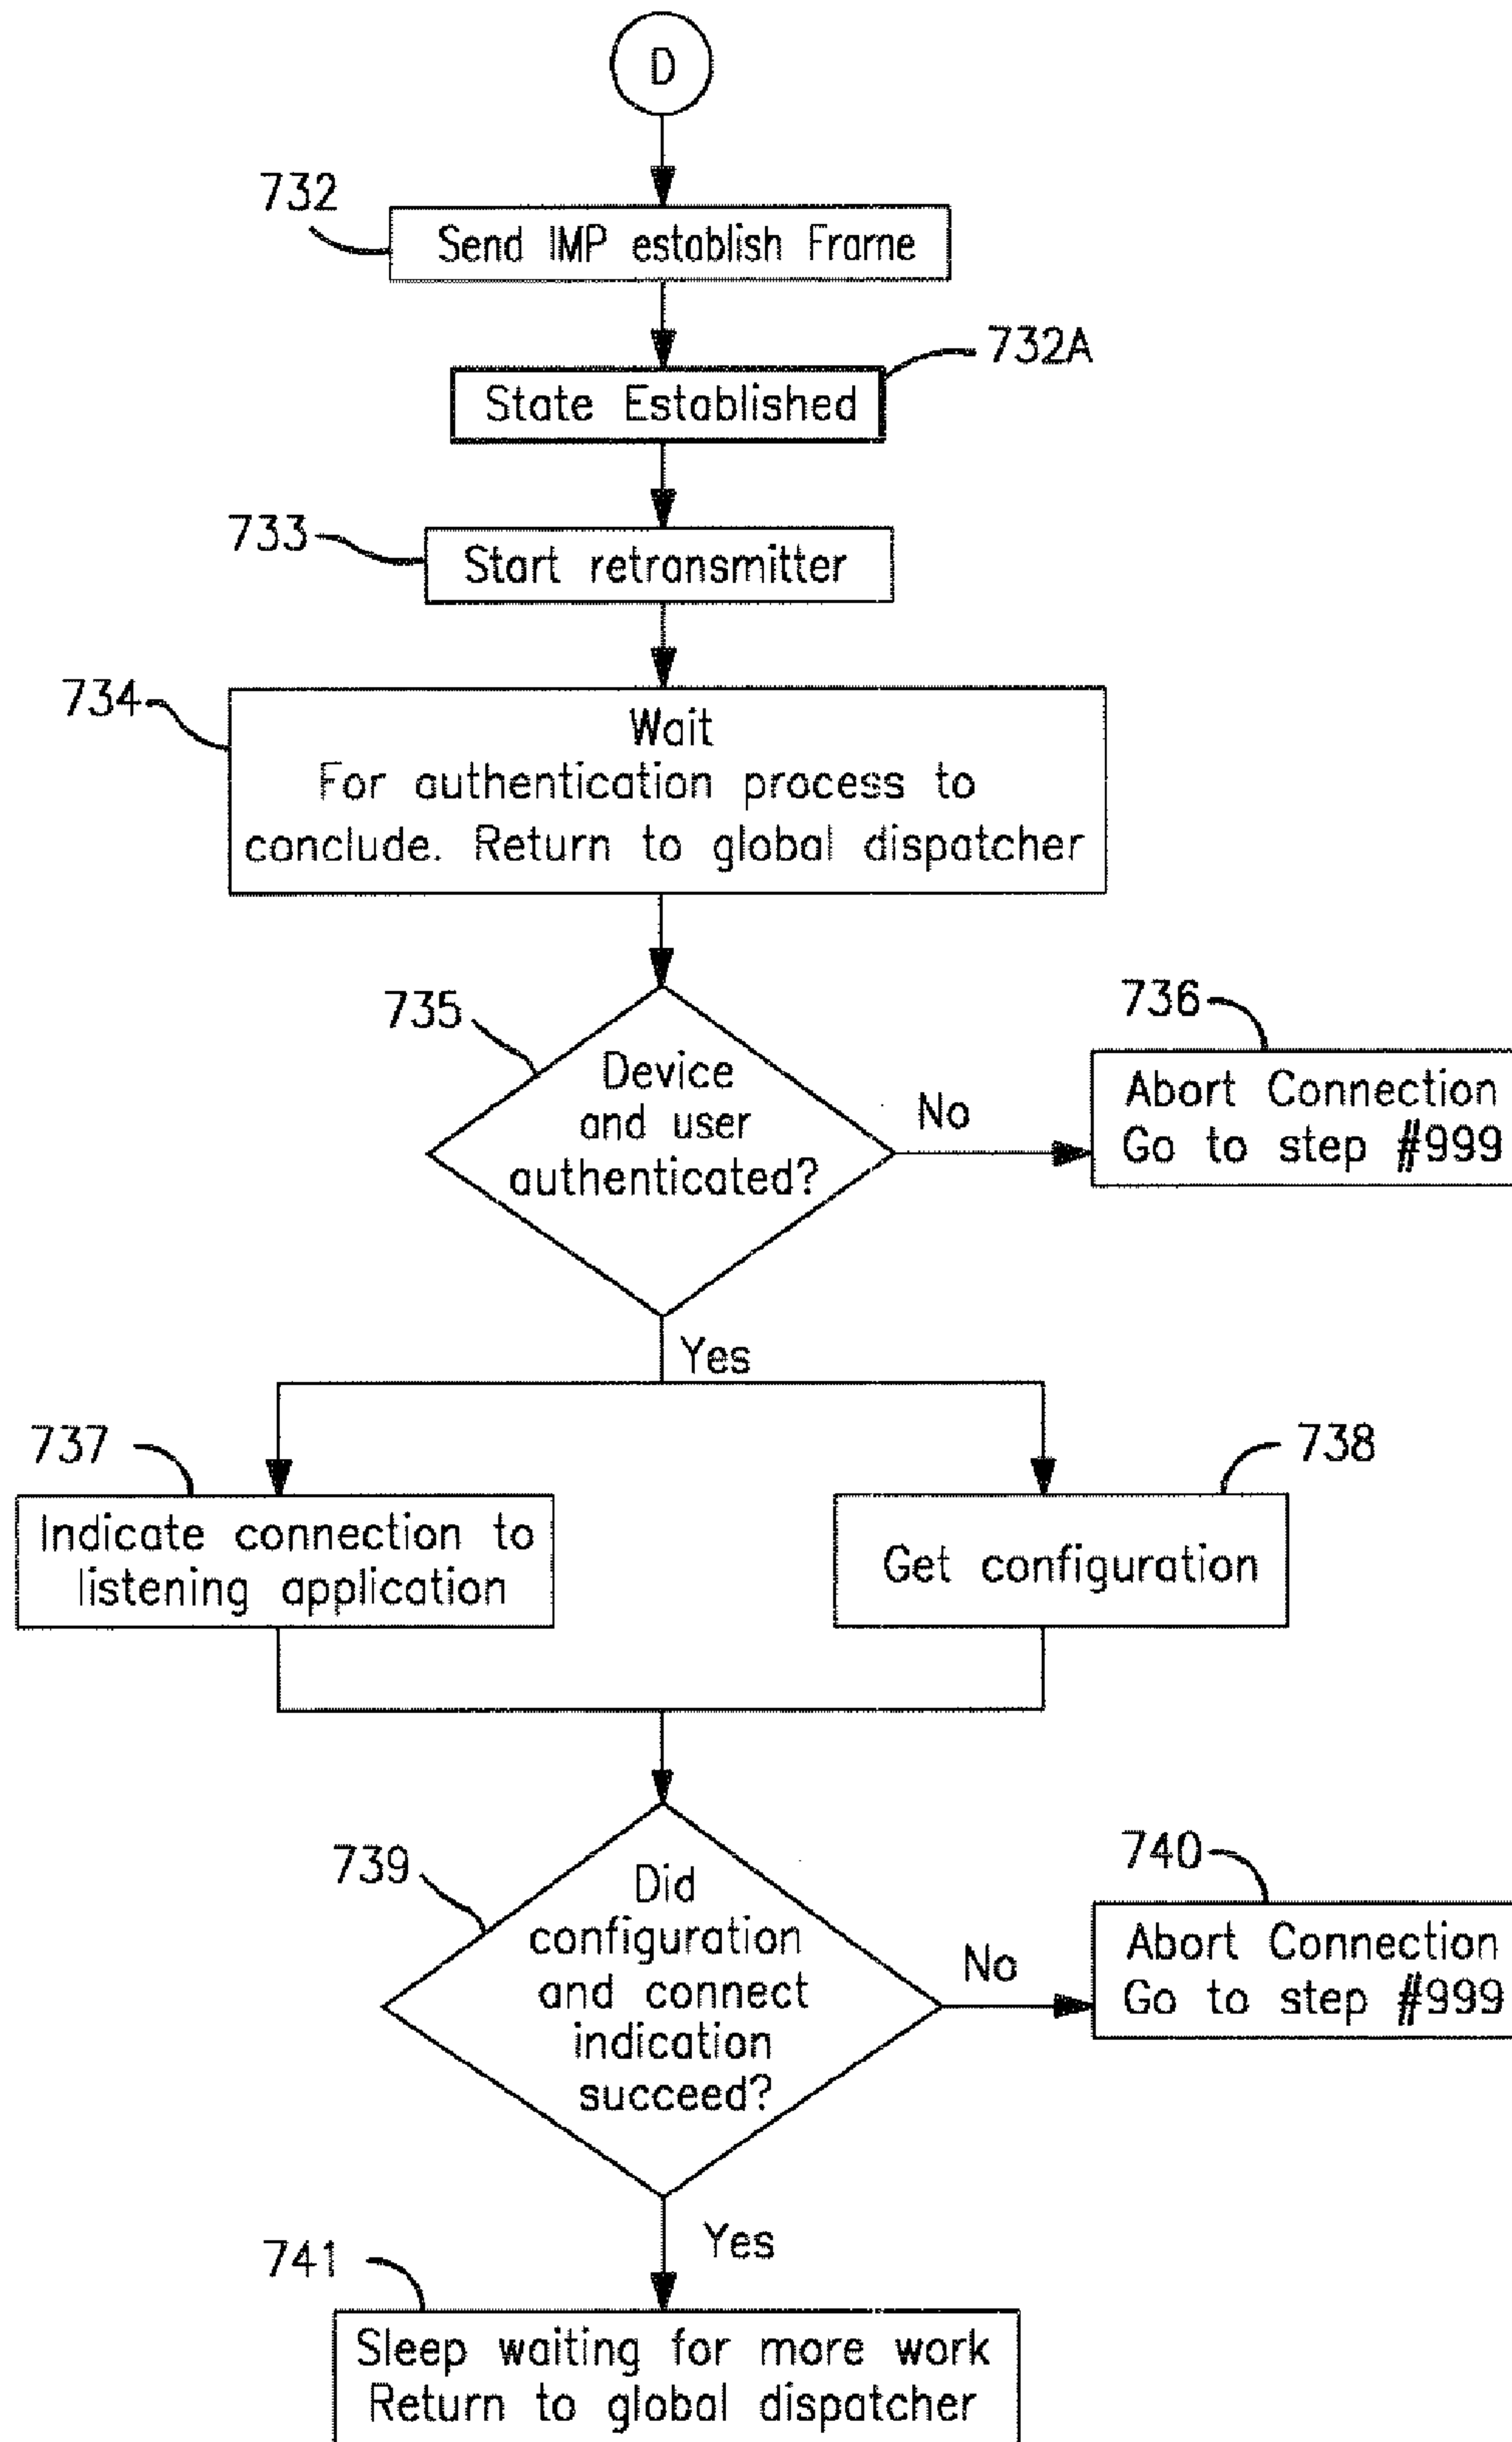 D
732
Send IMP establish Frame
732A
State Established
733
Start retransmitter
734
Wait
For authentication process to
conclude. Return to global dispatcher
735
Device
and user
authenticated?
No
736
Abort Connection
Go to step #999
Yes
737
Indicate connection to
listening application
738
Get configuration
739
Did
configuration
and connect
indication
succeed?
No
740
Abort Connection
Go to step #999
Yes
741
Sleep waiting for more work
Return to global dispatcher